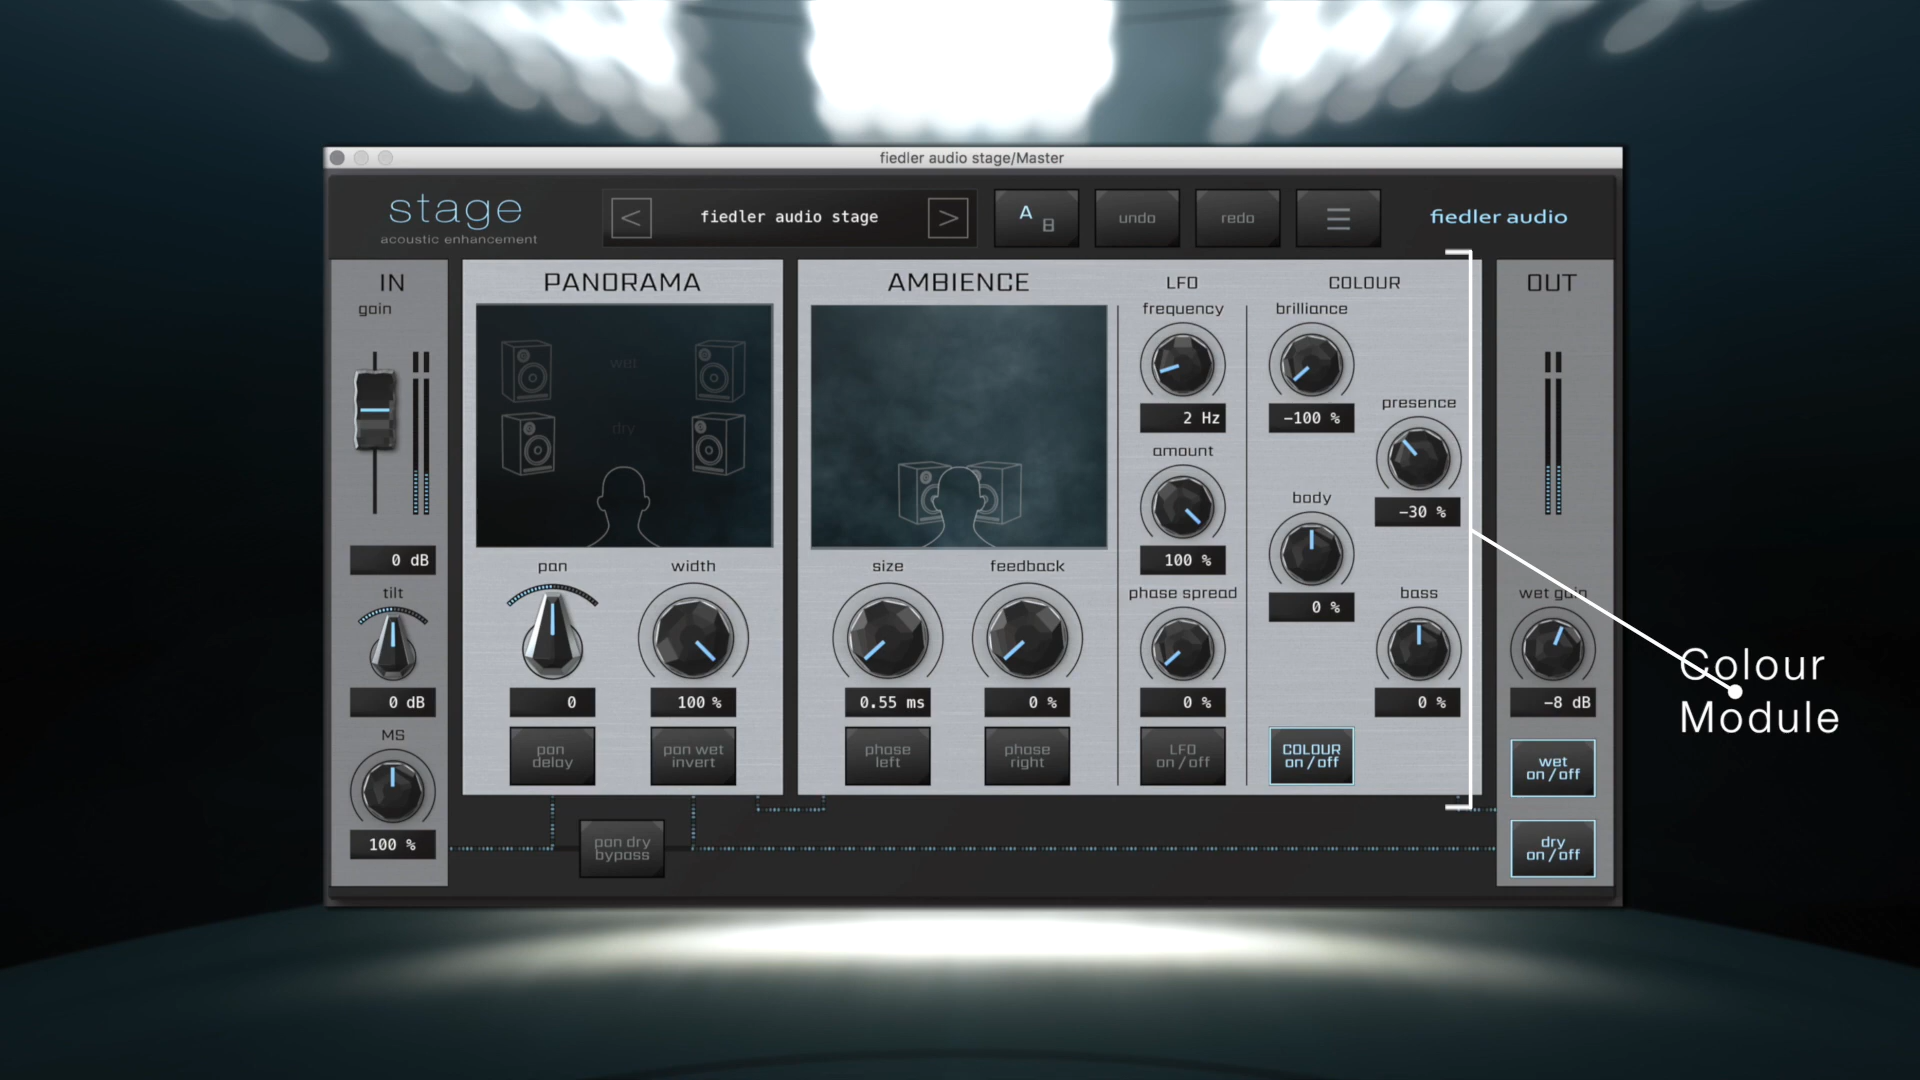 fiedler audio stage/Master
stage
acoustic enhancement
<
fiedler audio stage
>
A
B
undo
redo
fiedler audio
IN
gain
0 dB
tilt
0 dB
MS
100 %
PANORAMA
wet
dry
pan
0
width
100 %
pan
delay
pan wet
invert
pan dry
bypass
AMBIENCE
size
0.55 ms
feedback
0 %
phase
left
phase
right
LFO
frequency
2 Hz
amount
100 %
phase spread
0 %
LFO
on/off
COLOUR
brilliance
-100 %
presence
-30 %
body
0 %
bass
0 %
COLOUR
on/off
OUT
wet gain
-8 dB
wet
on/off
dry
on/off
Colour
Module